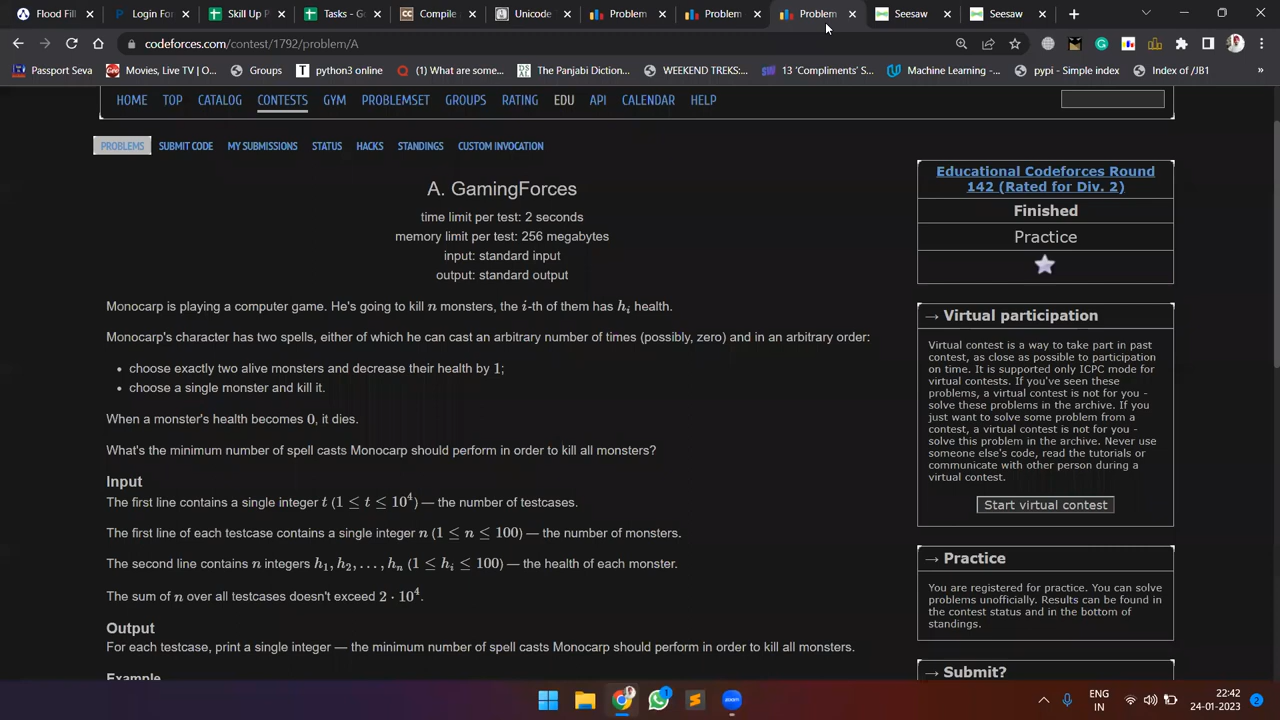 Flood Fill
Login For
Skill Up P
Tasks - G
Compile
Unicode
Problem
Problem
Problem
Seesaw
Seesaw
codeforces.com/contest/1792/problem/A
Passport Seva
Movies, Live TV | O...
Groups
python3 online
(1) What are some...
The Panjabi Diction...
WEEKEND TREKS:...
13 'Compliments' S...
Machine Learning -...
pypi - Simple index
Index of /JB1
»
HOME TOP CATALOG CONTESTS GYM PROBLEMSET GROUPS RATING EDU API CALENDAR HELP
PROBLEMS SUBMIT CODE MY SUBMISSIONS STATUS HACKS STANDINGS CUSTOM INVOCATION
A. GamingForces
time limit per test: 2 seconds
memory limit per test: 256 megabytes
input: standard input
output: standard output
Monocarp is playing a computer game. He's going to kill n monsters, the i-th of them has hᵢ health.
Monocarp's character has two spells, either of which he can cast an arbitrary number of times (possibly, zero) and in an arbitrary order:
• choose exactly two alive monsters and decrease their health by 1;
• choose a single monster and kill it.
When a monster's health becomes 0, it dies.
What's the minimum number of spell casts Monocarp should perform in order to kill all monsters?
Input
The first line contains a single integer t (1 ≤ t ≤ 10⁴) — the number of testcases.
The first line of each testcase contains a single integer n (1 ≤ n ≤ 100) — the number of monsters.
The second line contains n integers h₁, h₂, . . . , hₙ (1 ≤ hᵢ ≤ 100) — the health of each monster.
The sum of n over all testcases doesn't exceed 2 · 10⁴.
Output
For each testcase, print a single integer — the minimum number of spell casts Monocarp should perform in order to kill all monsters.
Example
Educational Codeforces Round
142 (Rated for Div. 2)
Finished
Practice
→ Virtual participation
Virtual contest is a way to take part in past
contest, as close as possible to participation
on time. It is supported only ICPC mode for
virtual contests. If you've seen these
problems, a virtual contest is not for you -
solve these problems in the archive. If you
just want to solve some problem from a
contest, a virtual contest is not for you -
solve this problem in the archive. Never use
someone else's code, read the tutorials or
communicate with other person during a
virtual contest.
Start virtual contest
→ Practice
You are registered for practice. You can solve
problems unofficially. Results can be found in
the contest status and in the bottom of
standings.
→ Submit?
ENG
IN
22:42
24-01-2023